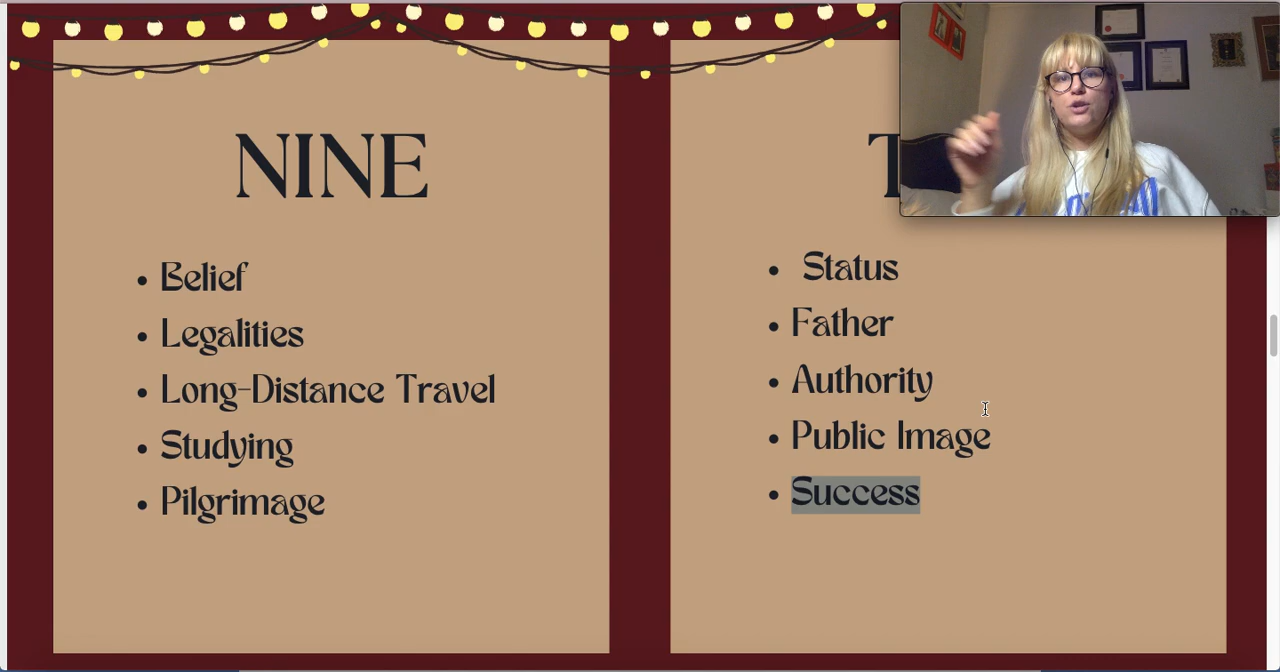 NINE
Belief
Legalities
Long-Distance Travel
Studying
Pilgrimage
T
Status
Father
Authority
Public Image
Success